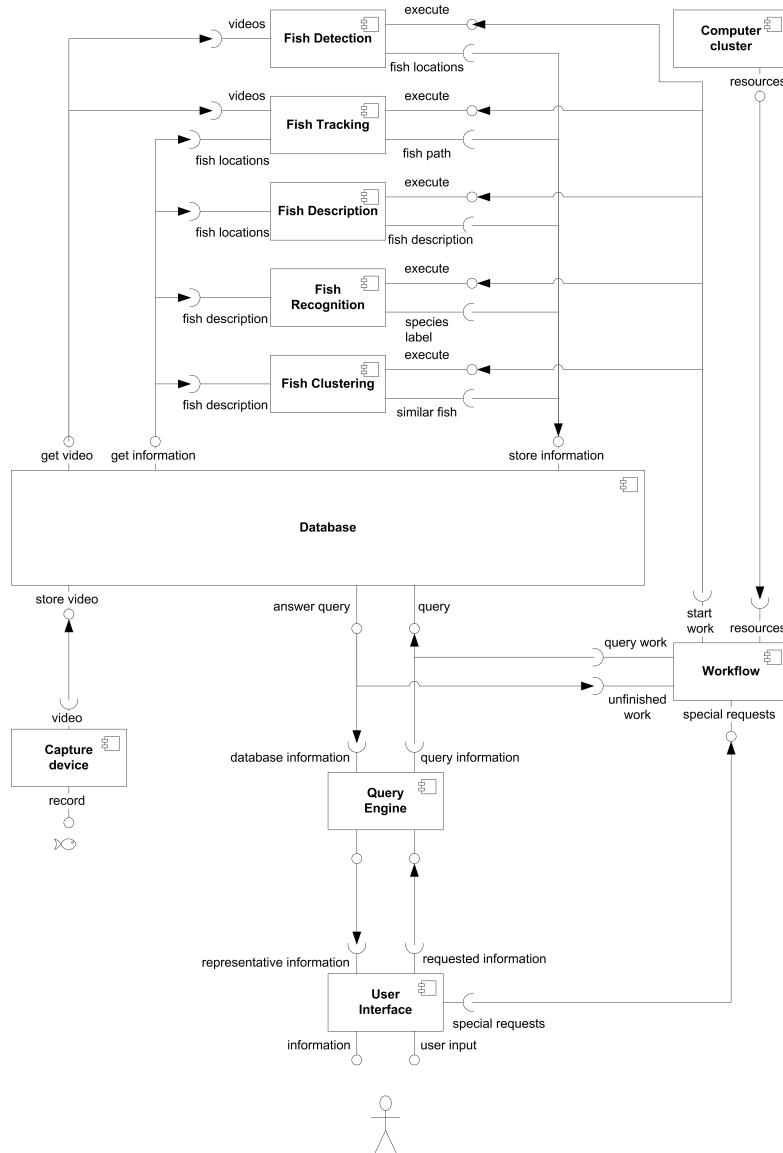 videos
Fish Detection
execute
Computer
cluster
fish locations
resources
videos
Fish Tracking
execute
fish locations
fish path
execute
Fish Description
fish locations
fish description
execute
Fish
Recognition
fish description
species
label
execute
Fish Clustering
fish description
similar fish
get video
get information
store information
Database
store video
answer query
query
start
work
resources
query work
Workflow
unfinished
work
special requests
video
Capture
device
database information
query information
record
Query
Engine
representative information
requested information
User
Interface
special requests
information
user input